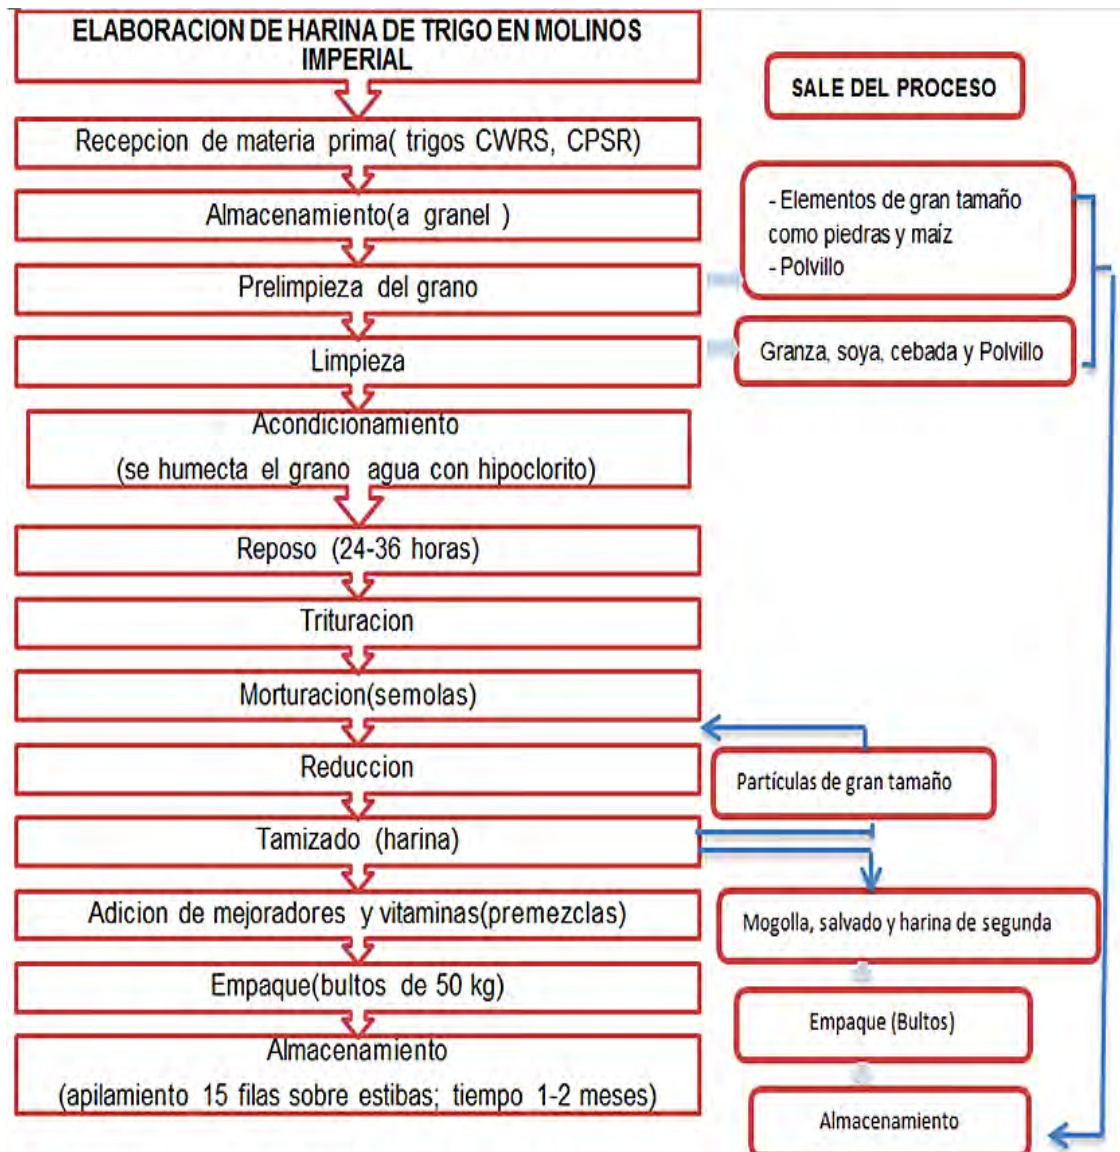 ELABORACION DE HARINA DE TRIGO EN MOLINOS
IMPERIAL
SALE DEL PROCESO
Recepcion de materia prima( trigos CWRS, CPSR)
Almacenamiento(a granel )
- Elementos de gran tamaño
como piedras y maíz
- Polvillo
Prelimpieza del grano
Limpieza
Granza, soya, cebada y Polvillo
Acondicionamiento
(se humecta el grano agua con hipoclorito)
Reposo (24-36 horas)
Trituracion
Morturacion(semolas)
Reduccion
Partículas de gran tamaño
Tamizado (harina)
Adicion de mejoradores y vitaminas(premezclas)
Mogolla, salvado y harina de segunda
Empaque(bultos de 50 kg)
Empaque (Bultos)
Almacenamiento
(apilamiento 15 filas sobre estibas; tiempo 1-2 meses)
Almacenamiento